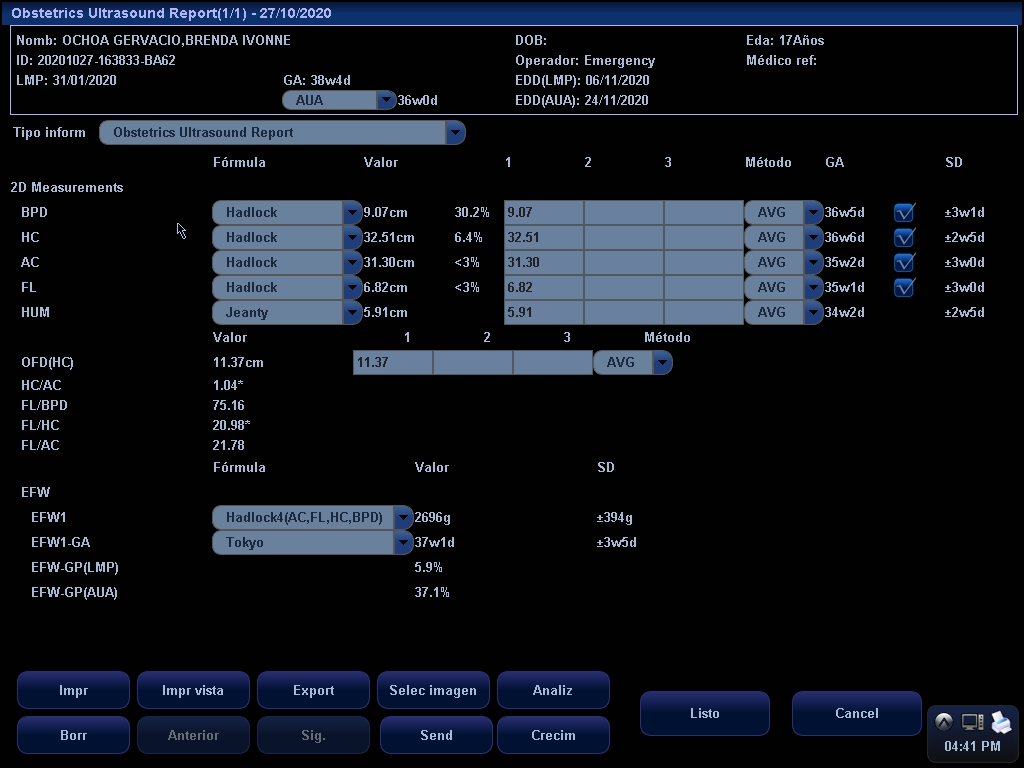 Obstetrics Ultrasound Report(1/1) - 27/10/2020
Nomb: OCHOA GERVACIO,BRENDA IVONNE DOB: Eda: 17Años
ID: 20201027-163833-BA62 Operador: Emergency Médico ref:
LMP: 31/01/2020 GA: 38w4d EDD(LMP): 06/11/2020
AUA 36w0d EDD(AUA): 24/11/2020
Tipo inform Obstetrics Ultrasound Report
Fórmula Valor 1 2 3 Método GA SD
2D Measurements
BPD Hadlock 9.07cm 30.2% 9.07 AVG 36w5d ±3w1d
HC Hadlock 32.51cm 6.4% 32.51 AVG 36w6d ±2w5d
AC Hadlock 31.30cm <3% 31.30 AVG 35w2d ±3w0d
FL Hadlock 6.82cm <3% 6.82 AVG 35w1d ±3w0d
HUM Jeanty 5.91cm 5.91 AVG 34w2d ±2w5d
Valor 1 2 3 Método
OFD(HC) 11.37cm 11.37 AVG
HC/AC 1.04*
FL/BPD 75.16
FL/HC 20.98*
FL/AC 21.78
Fórmula Valor SD
EFW
EFW1 Hadlock4(AC,FL,HC,BPD) 2696g ±394g
EFW1-GA Tokyo 37w1d ±3w5d
EFW-GP(LMP) 5.9%
EFW-GP(AUA) 37.1%
Impr Impr vista Export Selec imagen Analiz
Listo Cancel
Borr Anterior Sig. Send Crecim
04:41 PM